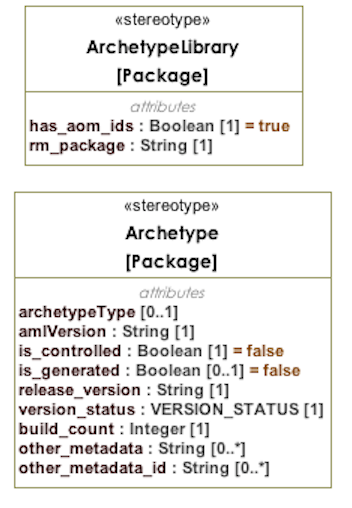 «stereotype»
ArchetypeLibrary
[Package]
attributes
has_aom_ids : Boolean [1] = true
rm_package : String [1]
«stereotype»
Archetype
[Package]
attributes
archetypeType [0..1]
amlVersion : String [1]
is_controlled : Boolean [1] = false
is_generated : Boolean [0..1] = false
release_version : String [1]
version_status : VERSION_STATUS [1]
build_count : Integer [1]
other_metadata : String [0..*]
other_metadata_id : String [0..*]